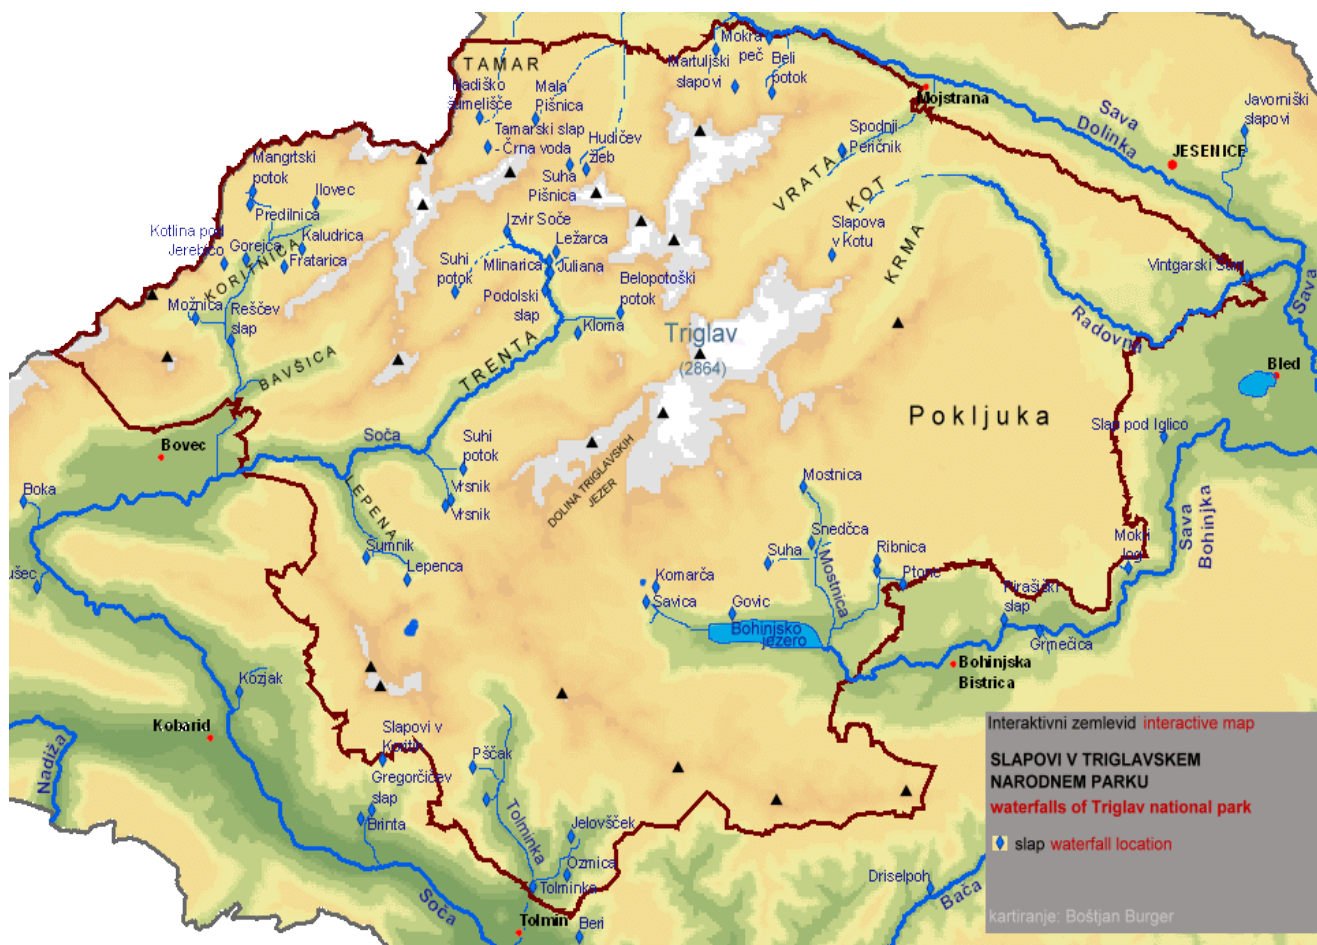 TAMAR
Nadiško
šumelišče
Mala
Pišnica
Tamarski slap
- Črna voda
Hudičev
žleb
Suha
Pišnica
Martuljski
slapovi
Mokra
peč
Beli
potok
Mojstrana
Spodnji
Peričnik
VRATA
KOT
Slapova
v Kotu
KRMA
Sava
Dolinka
Javorniški
slapovi
JESENICE
Vintgarski Šum
Sava
Radovna
Bled
Mangrtski
potok
Ilovec
Predilnica
Kotlina pod
Jerebico
Gorejca
Kaludrica
Fratarica
KORITNICA
Možnica
Reščev
slap
BAVŠICA
Izvir Soče
Ležarca
Suhi
potok
Mlinarica
Juliana
Podolski
slap
Belopotoški
potok
Kloma
TRENTA
Triglav
(2864)
Pokljuka
Slap pod Iglico
Bovec
Soča
Suhi
potok
Vrsnik
Vrsnik
LEPENA
Šumnik
Lepenca
DOLINA TRIGLAVSKIH
JEZER
Boka
ušec
Mostnica
Snedčca
Suha
Mostnica
Ribnica
Ptone
Komarča
Savica
Govic
Bohinjsko
jezero
Mokri
log
Sava
Bohinjka
Pirašiški
slap
Grmečica
Bohinjska
Bistrica
Kozjak
Kobarid
Nadiža
Slapovi v
Koritih
Gregorčičev
slap
Brinta
Pščak
Tolminka
Jelovšček
Ozmica
Tolminka
Soča
Tolmin
Beri
Driselpoh
Bača
Interaktivni zemlevid interactive map
SLAPOVI V TRIGLAVSKEM
NARODNEM PARKU
waterfalls of Triglav national park
slap waterfall location
kartiranje: Boštjan Burger